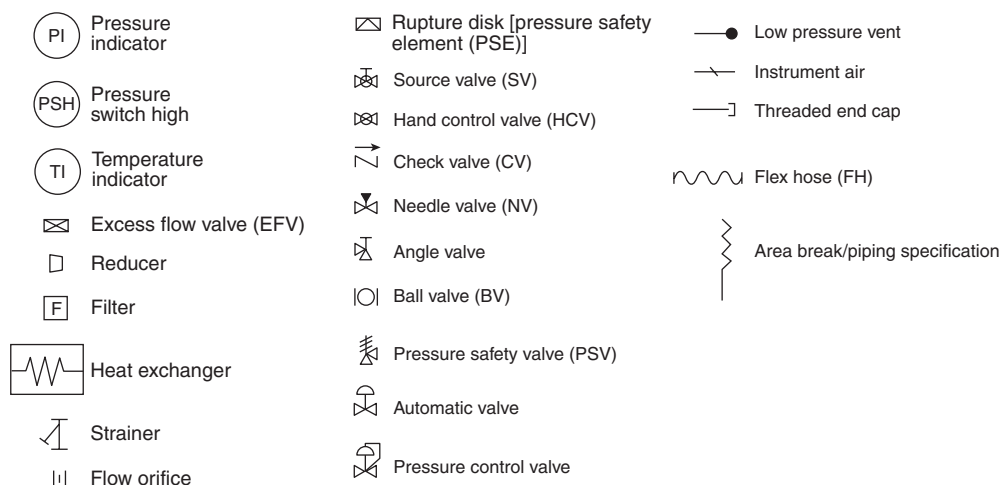 PI
Pressure
indicator
PSH
Pressure
switch high
TI
Temperature
indicator
Excess flow valve (EFV)
Reducer
F
Filter
Heat exchanger
Strainer
Flow orifice
Rupture disk [pressure safety
element (PSE)]
Source valve (SV)
Hand control valve (HCV)
Check valve (CV)
Needle valve (NV)
Angle valve
Ball valve (BV)
Pressure safety valve (PSV)
Automatic valve
Pressure control valve
Low pressure vent
Instrument air
Threaded end cap
Flex hose (FH)
Area break/piping specification